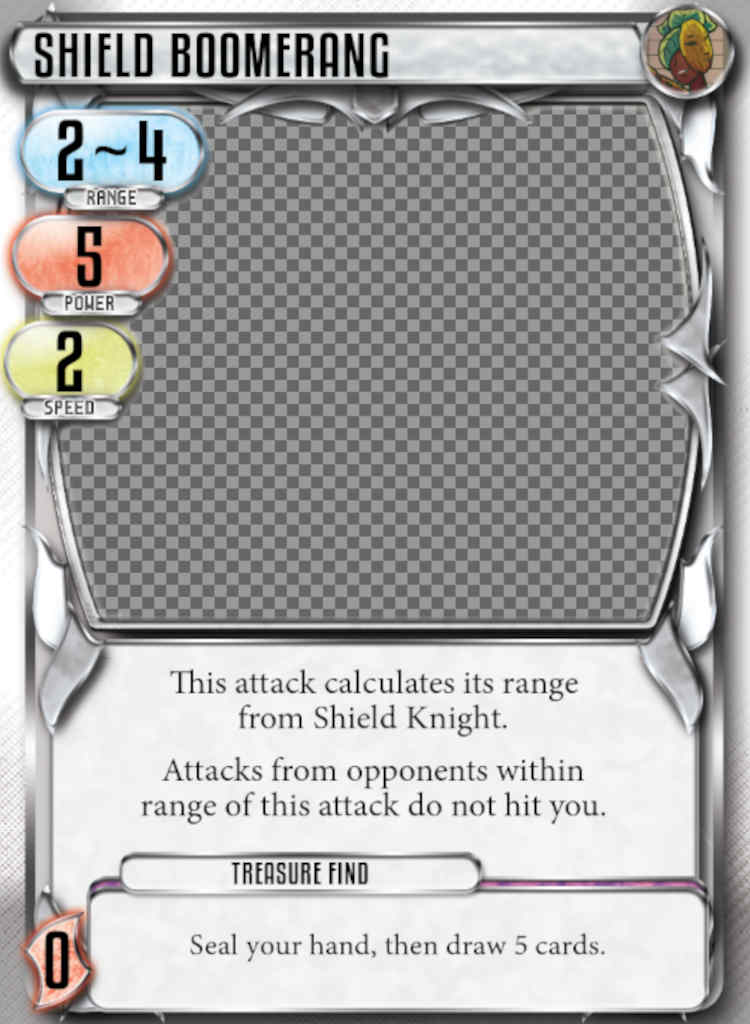 SHIELD BOOMERANG
2~4
RANGE
5
POWER
2
SPEED
This attack calculates its range
from Shield Knight.
Attacks from opponents within
range of this attack do not hit you.
TREASURE FIND
0
Seal your hand, then draw 5 cards.